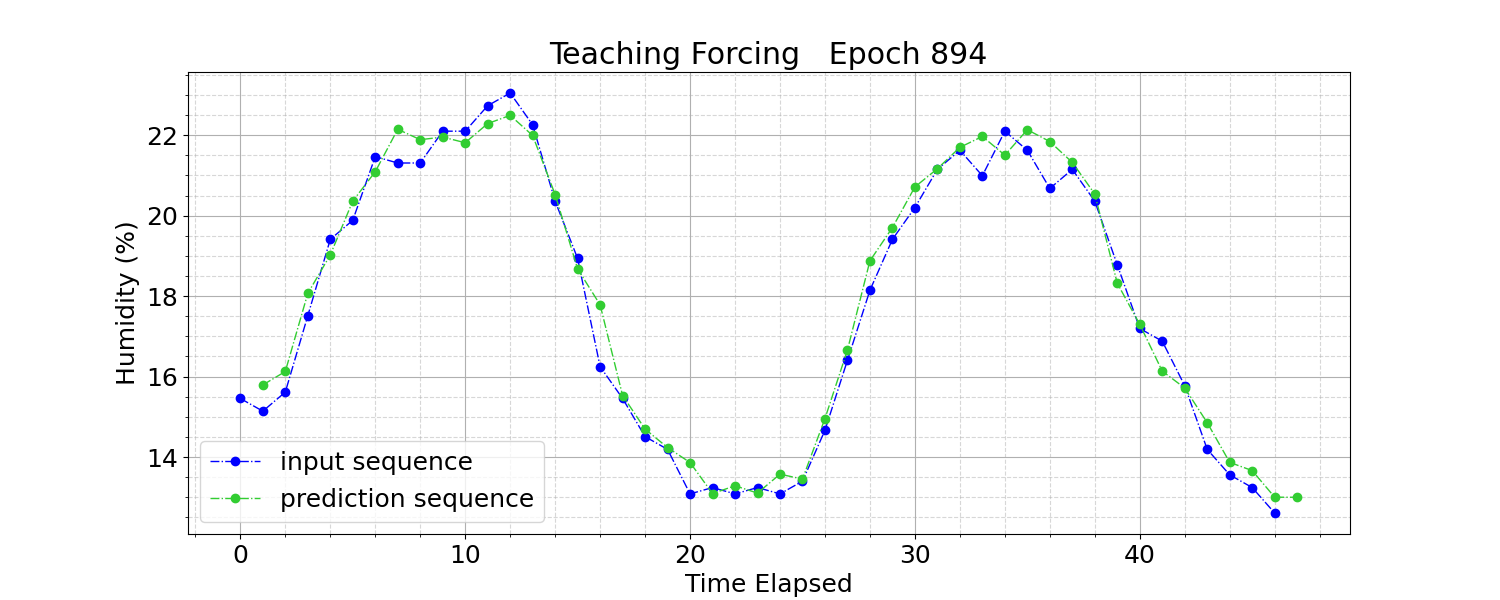 Teaching Forcing   Epoch 894
Humidity (%)
22
20
18
16
14
input sequence
prediction sequence
0 10 20 30 40
Time Elapsed